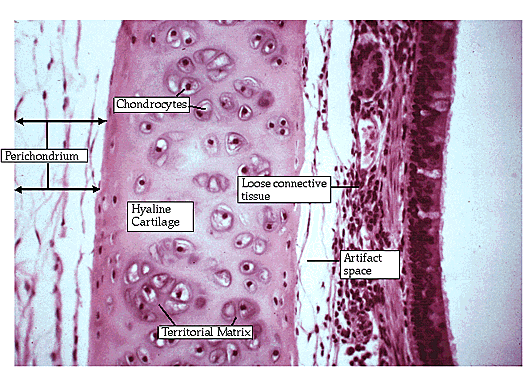 Chondrocytes
Perichondrium
Loose connective
tissue
Hyaline
Cartilage
Artifact
space
Territorial Matrix